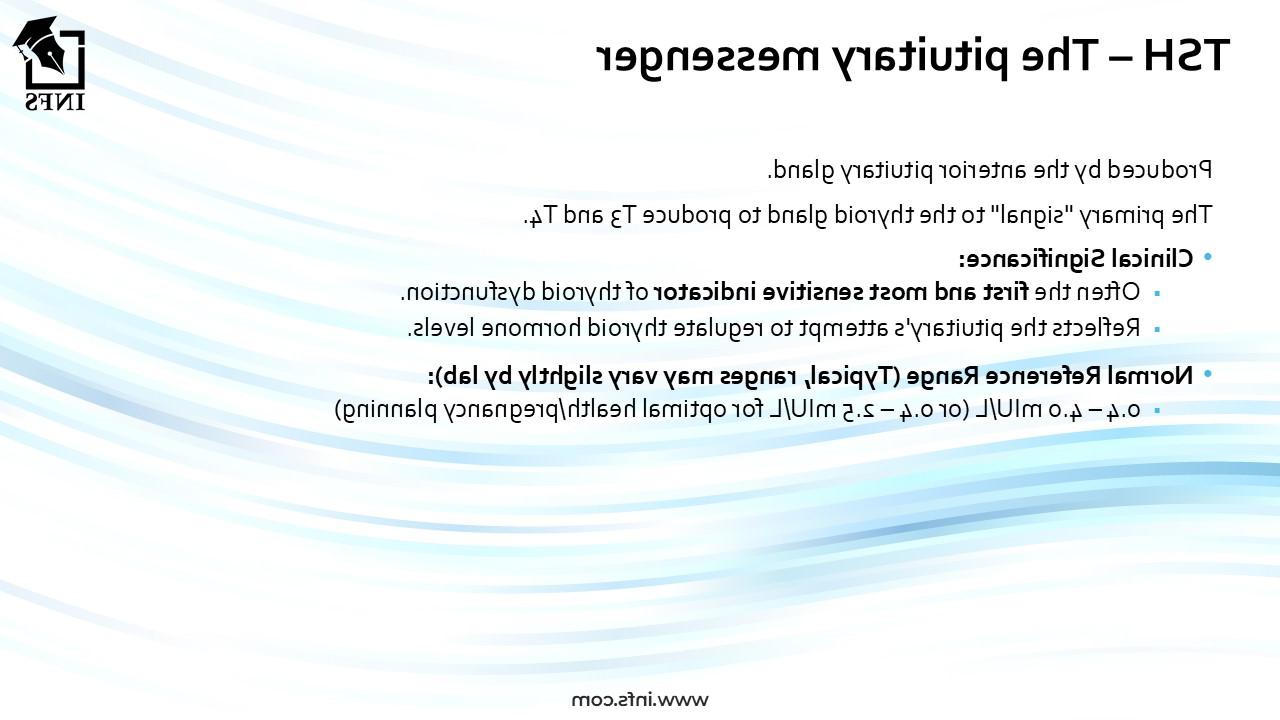 TSH – The pituitary messenger
INFS
Produced by the anterior pituitary gland.
The primary "signal" to the thyroid gland to produce T3 and T4.
• Clinical Significance:
▪ Often the first and most sensitive indicator of thyroid dysfunction.
▪ Reflects the pituitary's attempt to regulate thyroid hormone levels.
• Normal Reference Range (Typical, ranges may vary slightly by lab):
▪ 0.4 – 4.0 mIU/L (or 0.4 – 2.5 mIU/L for optimal health/pregnancy planning)
www.infs.com